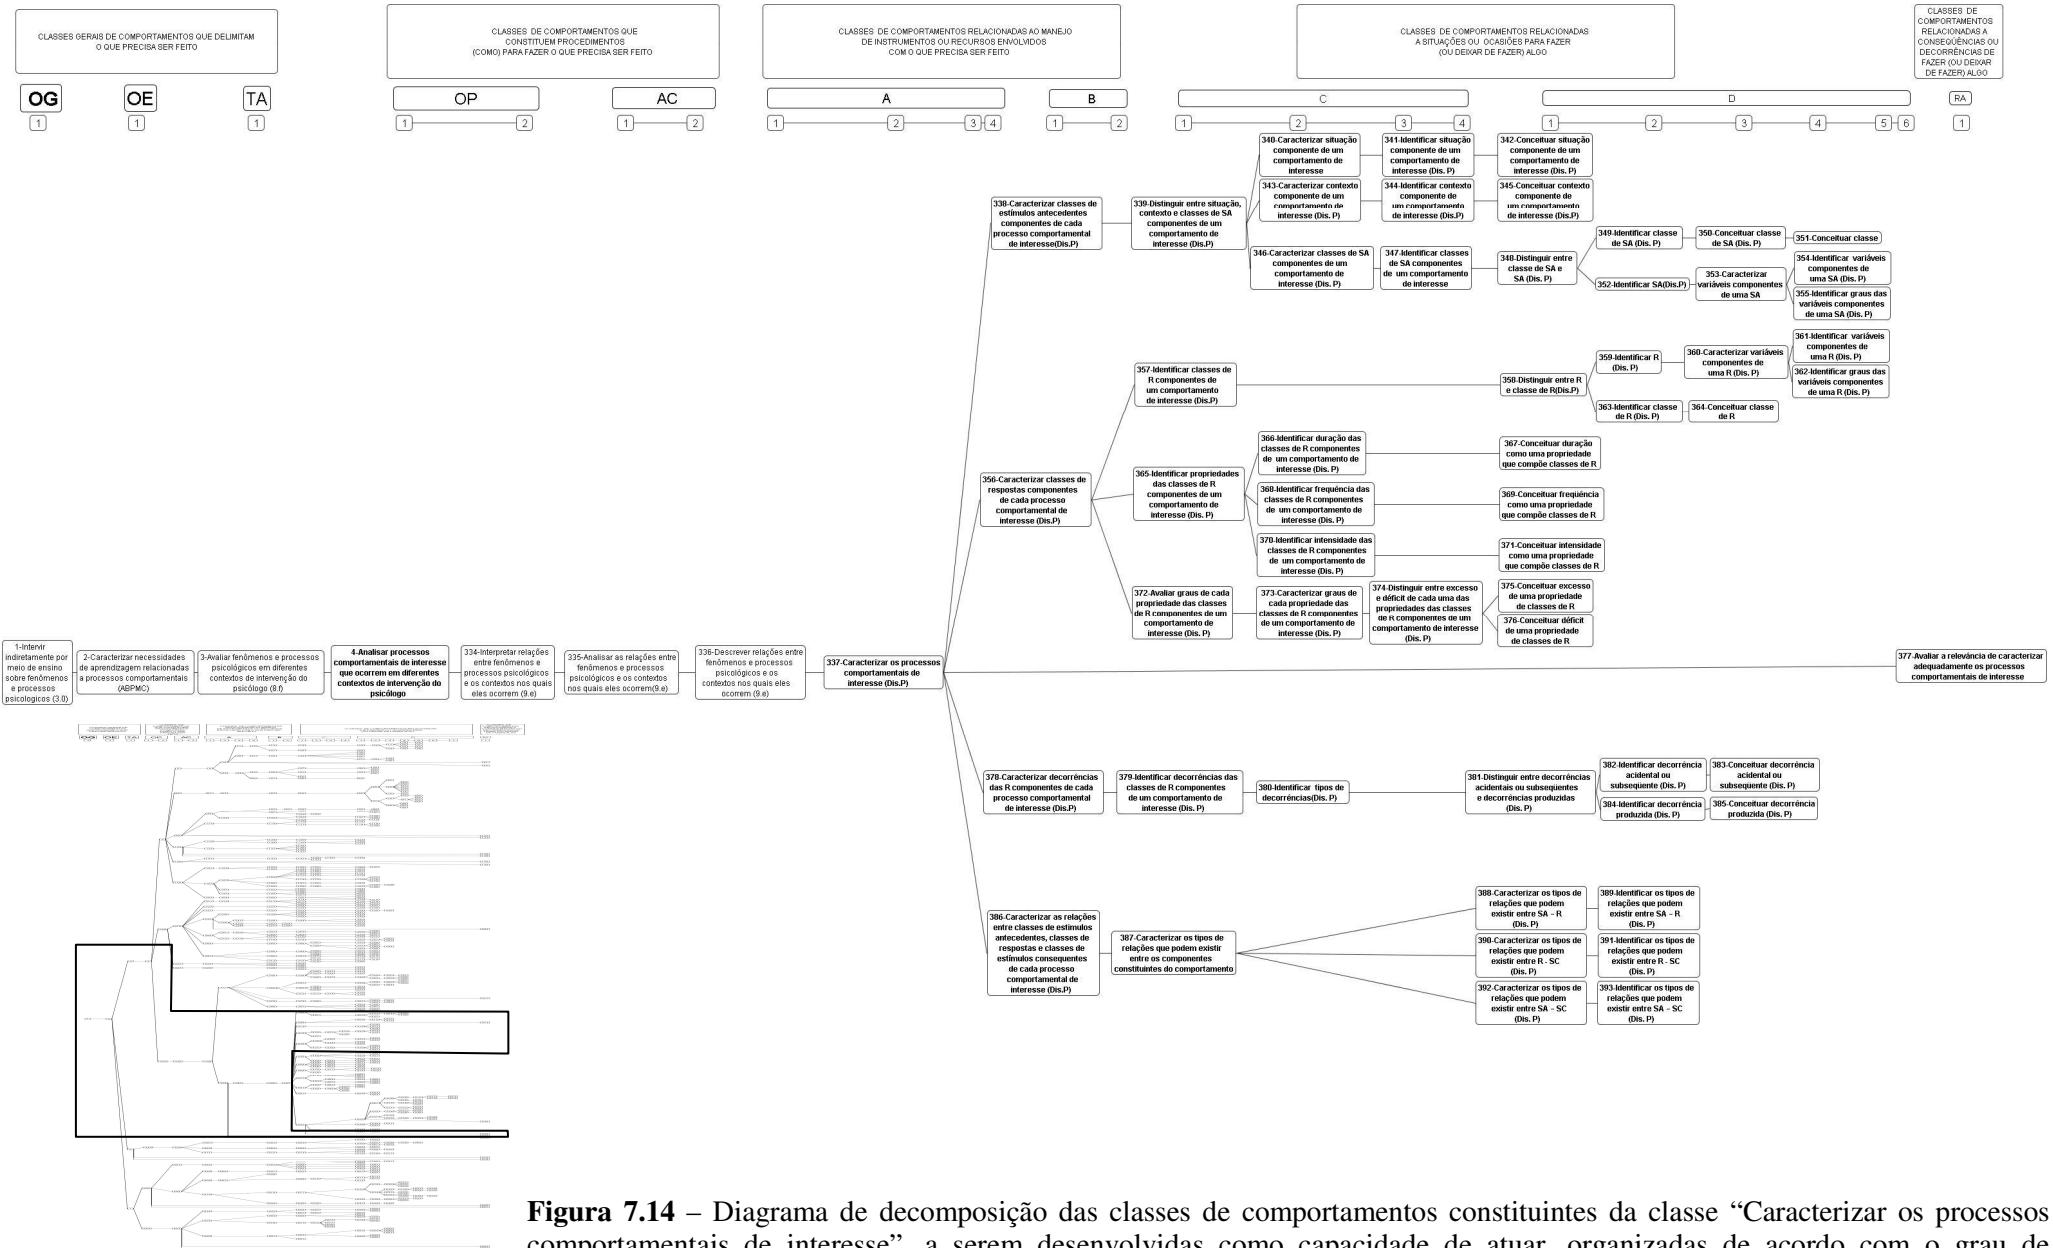 CLASSES GERAIS DE COMPORTAMENTOS QUE DELIMITAM
O QUE PRECISA SER FEITO
CLASSES DE COMPORTAMENTOS QUE
CONSTITUEM PROCEDIMENTOS
(COMO) PARA FAZER O QUE PRECISA SER FEITO
CLASSES DE COMPORTAMENTOS RELACIONADAS AO MANEJO
DE INSTRUMENTOS OU RECURSOS ENVOLVIDOS
COM O QUE PRECISA SER FEITO
CLASSES DE COMPORTAMENTOS RELACIONADAS
A SITUAÇÕES OU OCASIÕES PARA FAZER
(OU DEIXAR DE FAZER) ALGO
CLASSES DE
COMPORTAMENTOS
RELACIONADAS A
CONSEQÜÊNCIAS OU
DECORRÊNCIAS DE
FAZER (OU DEIXAR
DE FAZER) ALGO
OG
OE
TA
OP
AC
A
B
C
D
RA
1
1
1
1
2
1
2
1
2
3
4
1
2
1
2
3
4
1
2
3
4
5
6
1
340-Caracterizar situação
componente de um
comportamento de
interesse
341-Identificar situação
componente de um
comportamento de
interesse (Dis. P)
342-Conceituar situação
componente de um
comportamento de
interesse (Dis. P)
343-Caracterizar contexto
componente de um
comportamento de
interesse (Dis. P)
344-Identificar contexto
componente de
um comportamento
de interesse (Dis.P)
345-Conceituar contexto
componente de
um comportamento
de interesse (Dis. P)
338-Caracterizar classes de
estímulos antecedentes
componentes de cada
processo comportamental
de interesse(Dis.P)
339-Distinguir entre situação,
contexto e classes de SA
componentes de um
comportamento de
interesse (Dis.P)
346-Caracterizar classes de SA
componentes de um
comportamento de
interesse (Dis. P)
347-Identificar classes
de SA componentes
de um comportamento
de interesse
348-Distinguir entre
classe de SA e
SA (Dis. P)
349-Identificar classe
de SA (Dis. P)
350-Conceituar classe
de SA (Dis. P)
351-Conceituar classe
352-Identificar SA(Dis.P)
353-Caracterizar
variáveis componentes
de uma SA
354-Identificar variáveis
componentes de
uma SA (Dis. P)
355-Identificar graus das
variáveis componentes
de uma SA (Dis. P)
357-Identificar classes de
R componentes de
um comportamento
de interesse (Dis.P)
358-Distinguir entre R
e classe de R(Dis.P)
359-Identificar R
(Dis. P)
360-Caracterizar variáveis
componentes de
uma R (Dis. P)
361-Identificar variáveis
componentes de
uma R (Dis. P)
362-Identificar graus das
variáveis componentes
de uma R (Dis. P)
363-Identificar classe
de R (Dis. P)
364-Conceituar classe
de R
356-Caracterizar classes de
respostas componentes
de cada processo
comportamental de
interesse (Dis.P)
365-Identificar propriedades
das classes de R
componentes de um
comportamento de
interesse (Dis. P)
366-Identificar duração das
classes de R componentes
de um comportamento de
interesse (Dis. P)
367-Conceituar duração
como uma propriedade
que compõe classes de R
368-Identificar frequência das
classes de R componentes
de um comportamento de
interesse (Dis. P)
369-Conceituar freqüência
como uma propriedade
que compõe classes de R
370-Identificar intensidade das
classes de R componentes
de um comportamento de
interesse (Dis. P)
371-Conceituar intensidade
como uma propriedade
que compõe classes de R
372-Avaliar graus de cada
propriedade das classes
de R componentes de um
comportamento de
interesse (Dis. P)
373-Caracterizar graus de
cada propriedade das
classes de R componentes
de um comportamento de
interesse (Dis. P)
374-Distinguir entre excesso
e déficit de cada uma das
propriedades das classes
de R componentes de um
comportamento de interesse
(Dis. P)
375-Conceituar excesso
de uma propriedade
de classes de R
376-Conceituar déficit
de uma propriedade
de classes de R
1-Intervir
indiretamente por
meio de ensino
sobre fenômenos
e processos
psicologicos (3.0)
2-Caracterizar necessidades
de aprendizagem relacionadas
a processos comportamentais
(ABPMC)
3-Avaliar fenômenos e processos
psicológicos em diferentes
contextos de intervenção do
psicólogo (8.f)
4-Analisar processos
comportamentais de interesse
que ocorrem em diferentes
contextos de intervenção do
psicólogo
334-Interpretar relações
entre fenômenos e
processos psicológicos
e os contextos nos quais
eles ocorrem (9.e)
335-Analisar as relações entre
fenômenos e processos
psicológicos e os contextos
nos quais eles ocorrem(9.e)
336-Descrever relações entre
fenômenos e processos
psicológicos e os
contextos nos quais eles
ocorrem (9.e)
337-Caracterizar os processos
comportamentais de
interesse (Dis.P)
377-Avaliar a relevância de caracterizar
adequadamente os processos
comportamentais de interesse
378-Caracterizar decorrências
das R componentes de cada
processo comportamental
de interesse (Dis.P)
379-Identificar decorrências das
classes de R componentes
de um comportamento de
interesse (Dis. P)
380-Identificar tipos de
decorrências(Dis. P)
381-Distinguir entre decorrências
acidentais ou subseqüentes
e decorrências produzidas
(Dis. P)
382-Identificar decorrência
acidental ou
subseqüente (Dis. P)
383-Conceituar decorrência
acidental ou
subseqüente (Dis. P)
384-Identificar decorrência
produzida (Dis. P)
385-Conceituar decorrência
produzida (Dis. P)
386-Caracterizar as relações
entre classes de estímulos
antecedentes, classes de
respostas e classes de
estímulos consequentes
de cada processo
comportamental de
interesse (Dis.P)
387-Caracterizar os tipos de
relações que podem existir
entre os componentes
constituintes do comportamento
388-Caracterizar os tipos de
relações que podem
existir entre SA – R
(Dis. P)
389-Identificar os tipos de
relações que podem
existir entre SA – R
(Dis. P)
390-Caracterizar os tipos de
relações que podem
existir entre R - SC
(Dis. P)
391-Identificar os tipos de
relações que podem
existir entre R - SC
(Dis. P)
392-Caracterizar os tipos de
relações que podem
existir entre SA – SC
(Dis. P)
393-Identificar os tipos de
relações que podem
existir entre SA – SC
(Dis. P)
Figura 7.14 – Diagrama de decomposição das classes de comportamentos constituintes da classe “Caracterizar os processos
comportamentais de interesse”, a serem desenvolvidas como capacidade de atuar, organizadas de acordo com o grau de